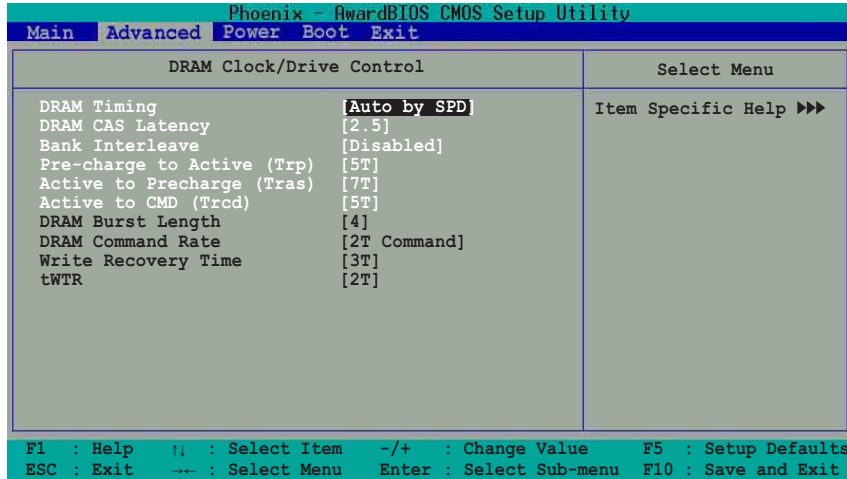 Phoenix - AwardBIOS CMOS Setup Utility
Main Advanced Power Boot Exit
DRAM Clock/Drive Control
Select Menu
DRAM Timing [Auto by SPD]
DRAM CAS Latency [2.5]
Bank Interleave [Disabled]
Pre-charge to Active (Trp) [5T]
Active to Precharge (Tras) [7T]
Active to CMD (Trcd) [5T]
DRAM Burst Length [4]
DRAM Command Rate [2T Command]
Write Recovery Time [3T]
tWTR [2T]
Item Specific Help ▶▶▶
F1 : Help ↑↓ : Select Item -/+ : Change Value F5 : Setup Defaults
ESC : Exit →← : Select Menu Enter : Select Sub-menu F10 : Save and Exit